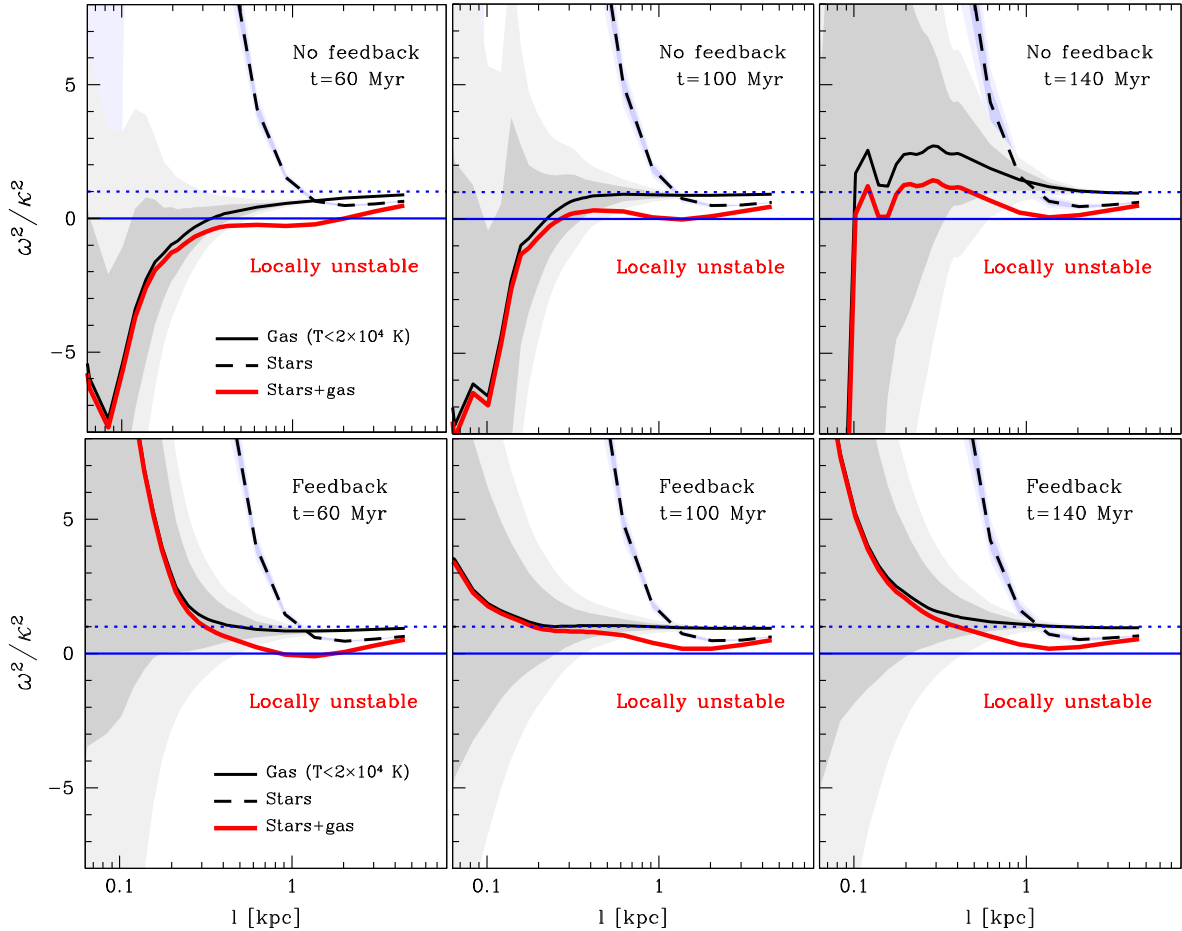 No feedback
t=60 Myr
5
0
−5
ω²/κ²
Locally unstable
Gas (T<2×10⁴ K)
Stars
Stars+gas
No feedback
t=100 Myr
Locally unstable
No feedback
t=140 Myr
Locally unstable
Feedback
t=60 Myr
5
0
−5
ω²/κ²
Locally unstable
Gas (T<2×10⁴ K)
Stars
Stars+gas
0.1
1
l [kpc]
Feedback
t=100 Myr
Locally unstable
0.1
1
l [kpc]
Feedback
t=140 Myr
Locally unstable
0.1
1
l [kpc]